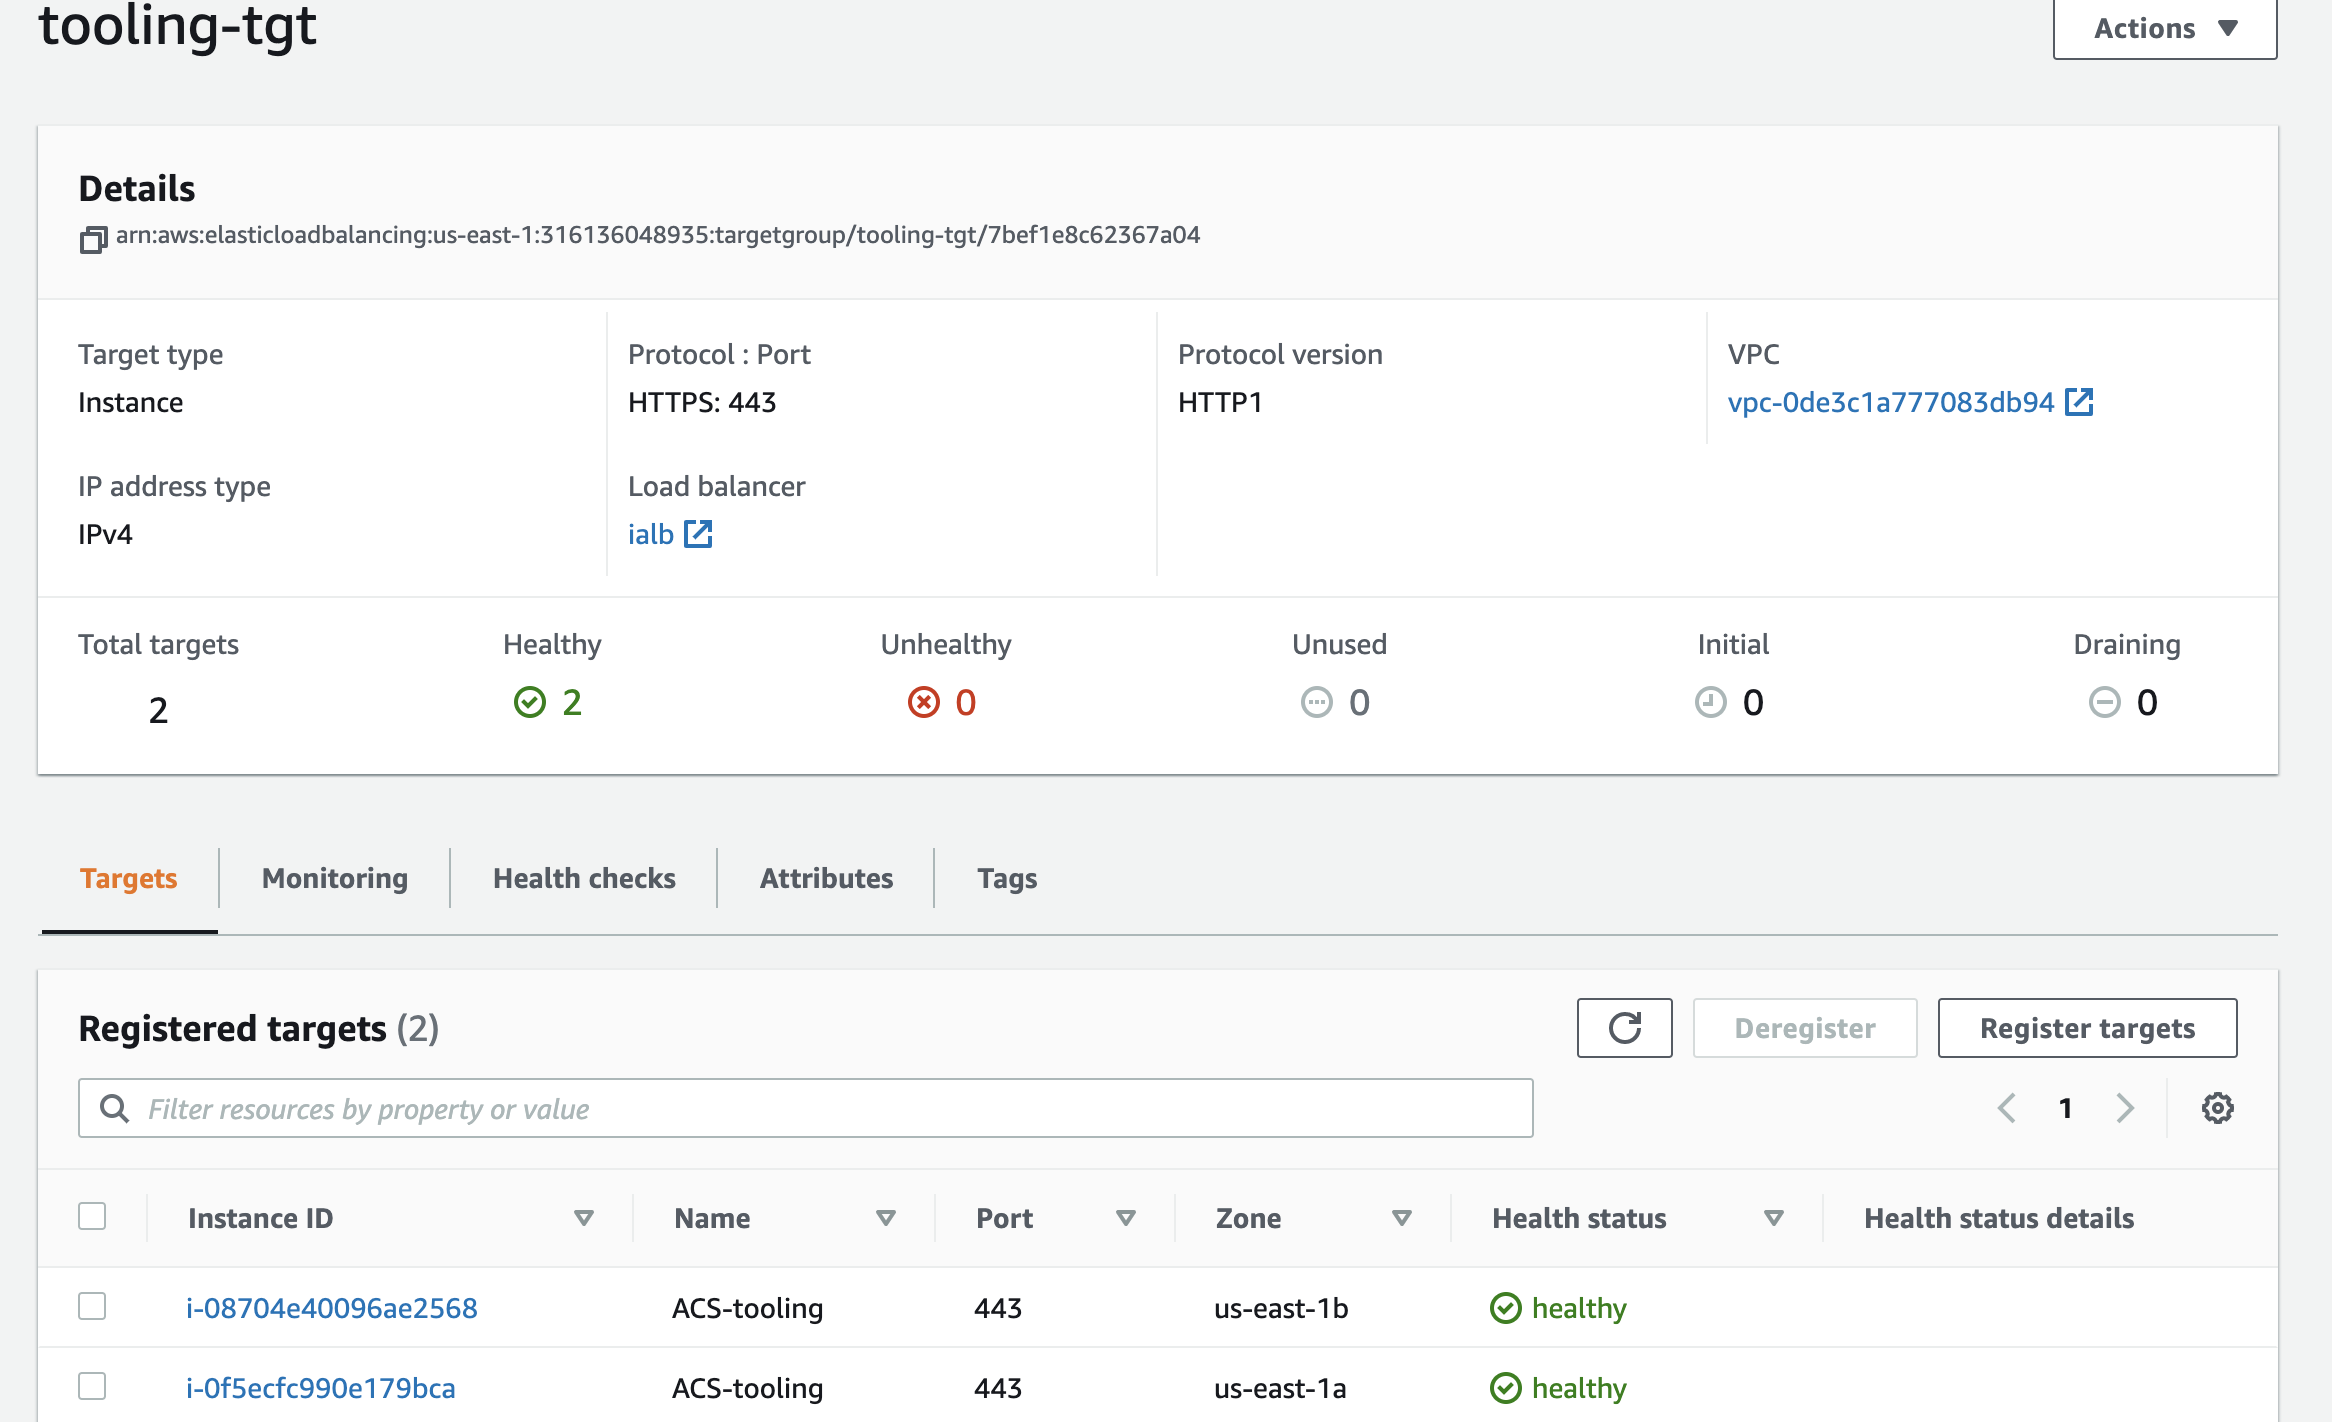 tooling-tgt
Actions
Details
arn:aws:elasticloadbalancing:us-east-1:316136048935:targetgroup/tooling-tgt/7bef1e8c62367a04
Target type
Instance
Protocol : Port
HTTPS: 443
Protocol version
HTTP1
VPC
vpc-0de3c1a777083db94
IP address type
IPv4
Load balancer
ialb
Total targets
2
Healthy
2
Unhealthy
0
Unused
0
Initial
0
Draining
0
Targets Monitoring Health checks Attributes Tags
Registered targets (2)
Deregister
Register targets
Filter resources by property or value
1
Instance ID Name Port Zone Health status Health status details
i-08704e40096ae2568 ACS-tooling 443 us-east-1b healthy
i-0f5ecfc990e179bca ACS-tooling 443 us-east-1a healthy